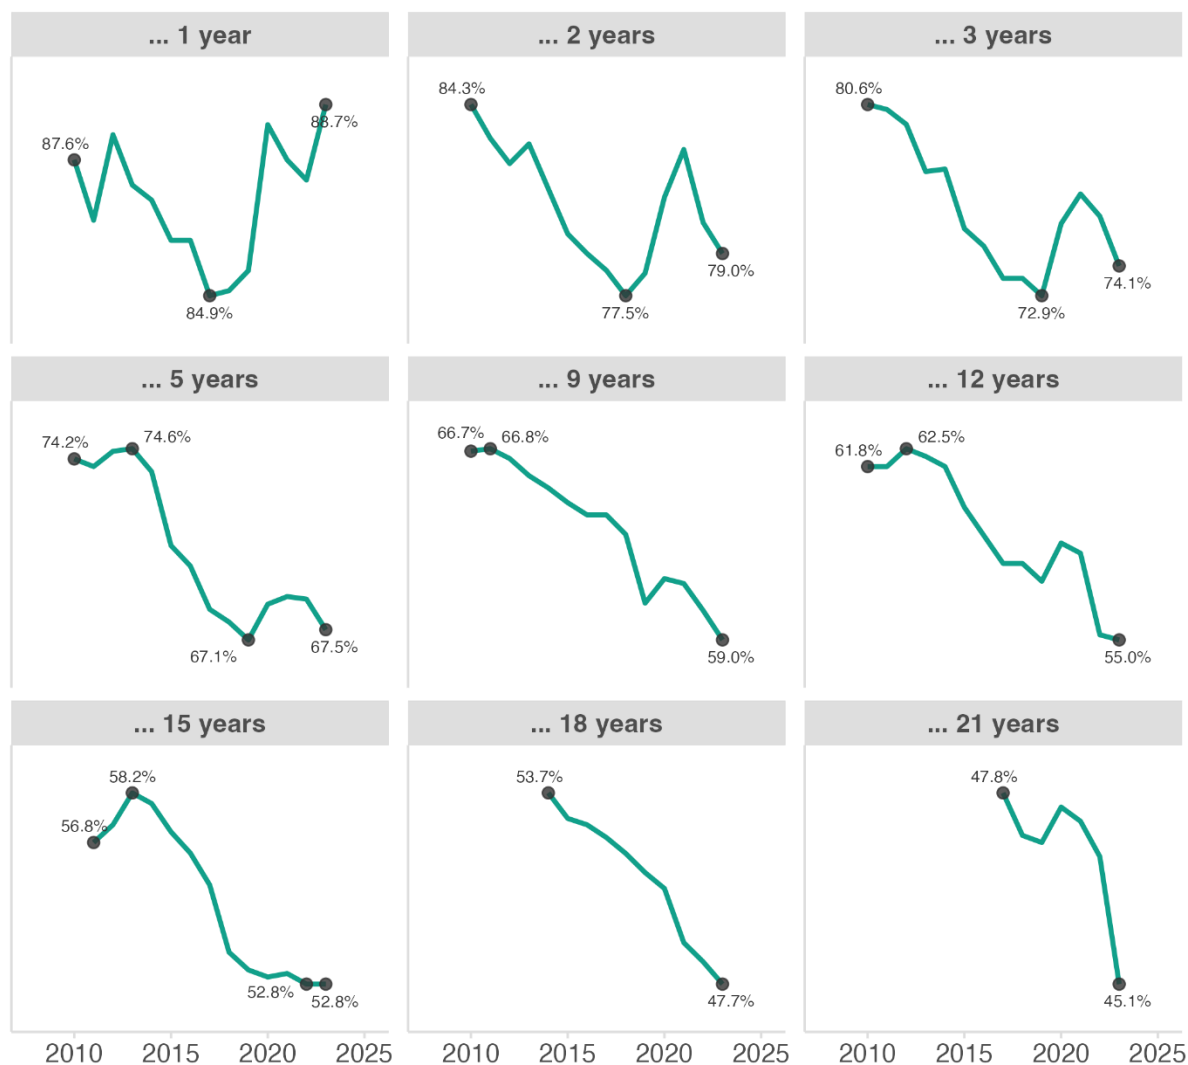 ... 1 year
... 2 years
... 3 years
87.6%
88.7%
84.9%
84.3%
77.5%
79.0%
80.6%
72.9%
74.1%
... 5 years
... 9 years
... 12 years
74.2%
74.6%
67.1%
67.5%
66.7%
66.8%
59.0%
61.8%
62.5%
55.0%
... 15 years
... 18 years
... 21 years
56.8%
58.2%
52.8%
52.8%
53.7%
47.7%
47.8%
45.1%
2010 2015 2020 2025
2010 2015 2020 2025
2010 2015 2020 2025